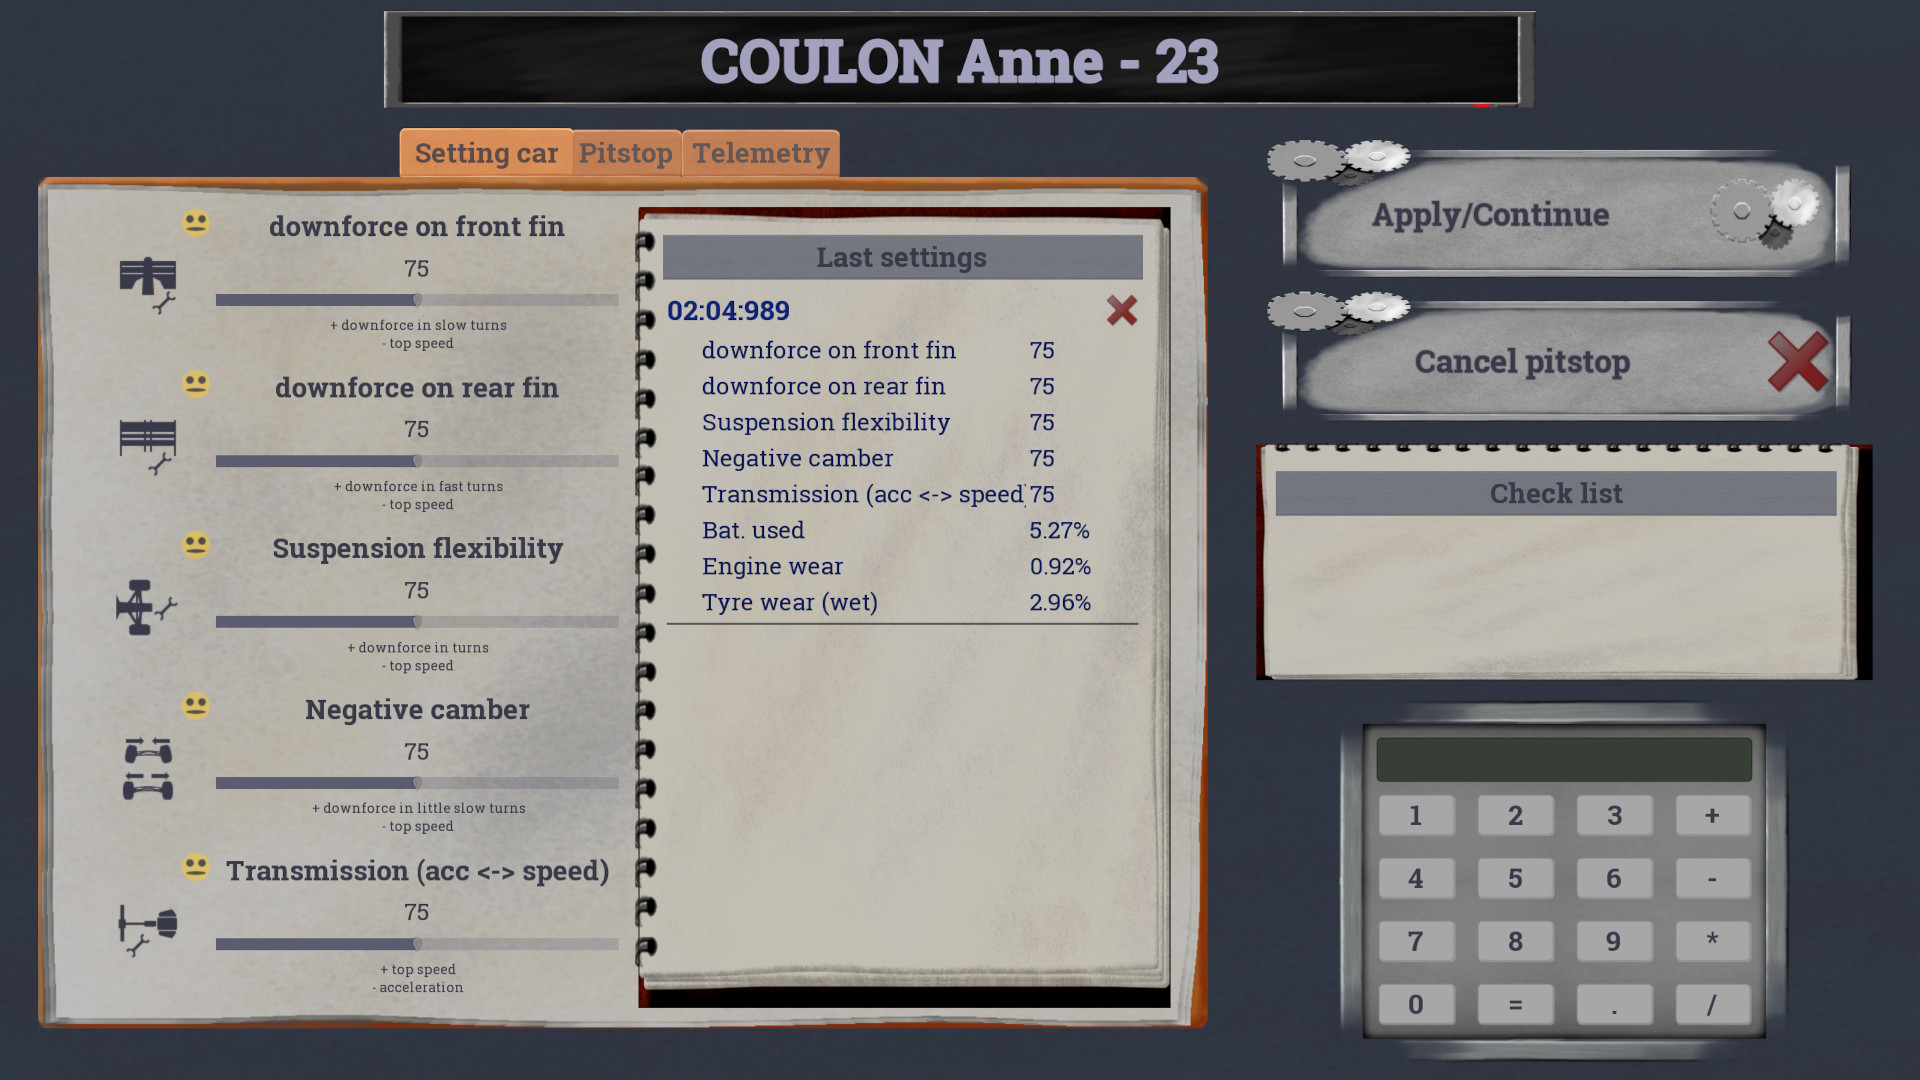 COULON Anne - 23
Setting car
Pitstop
Telemetry
downforce on front fin
75
+ downforce in slow turns
- top speed
downforce on rear fin
75
+ downforce in fast turns
- top speed
Suspension flexibility
75
+ downforce in turns
- top speed
Negative camber
75
+ downforce in little slow turns
- top speed
Transmission (acc <-> speed)
75
+ top speed
- acceleration
Last settings
02:04:989
downforce on front fin 75
downforce on rear fin 75
Suspension flexibility 75
Negative camber 75
Transmission (acc <-> speed) 75
Bat. used 5.27%
Engine wear 0.92%
Tyre wear (wet) 2.96%
Apply/Continue
Cancel pitstop
Check list
1 2 3 +
4 5 6 -
7 8 9 *
0 = . /